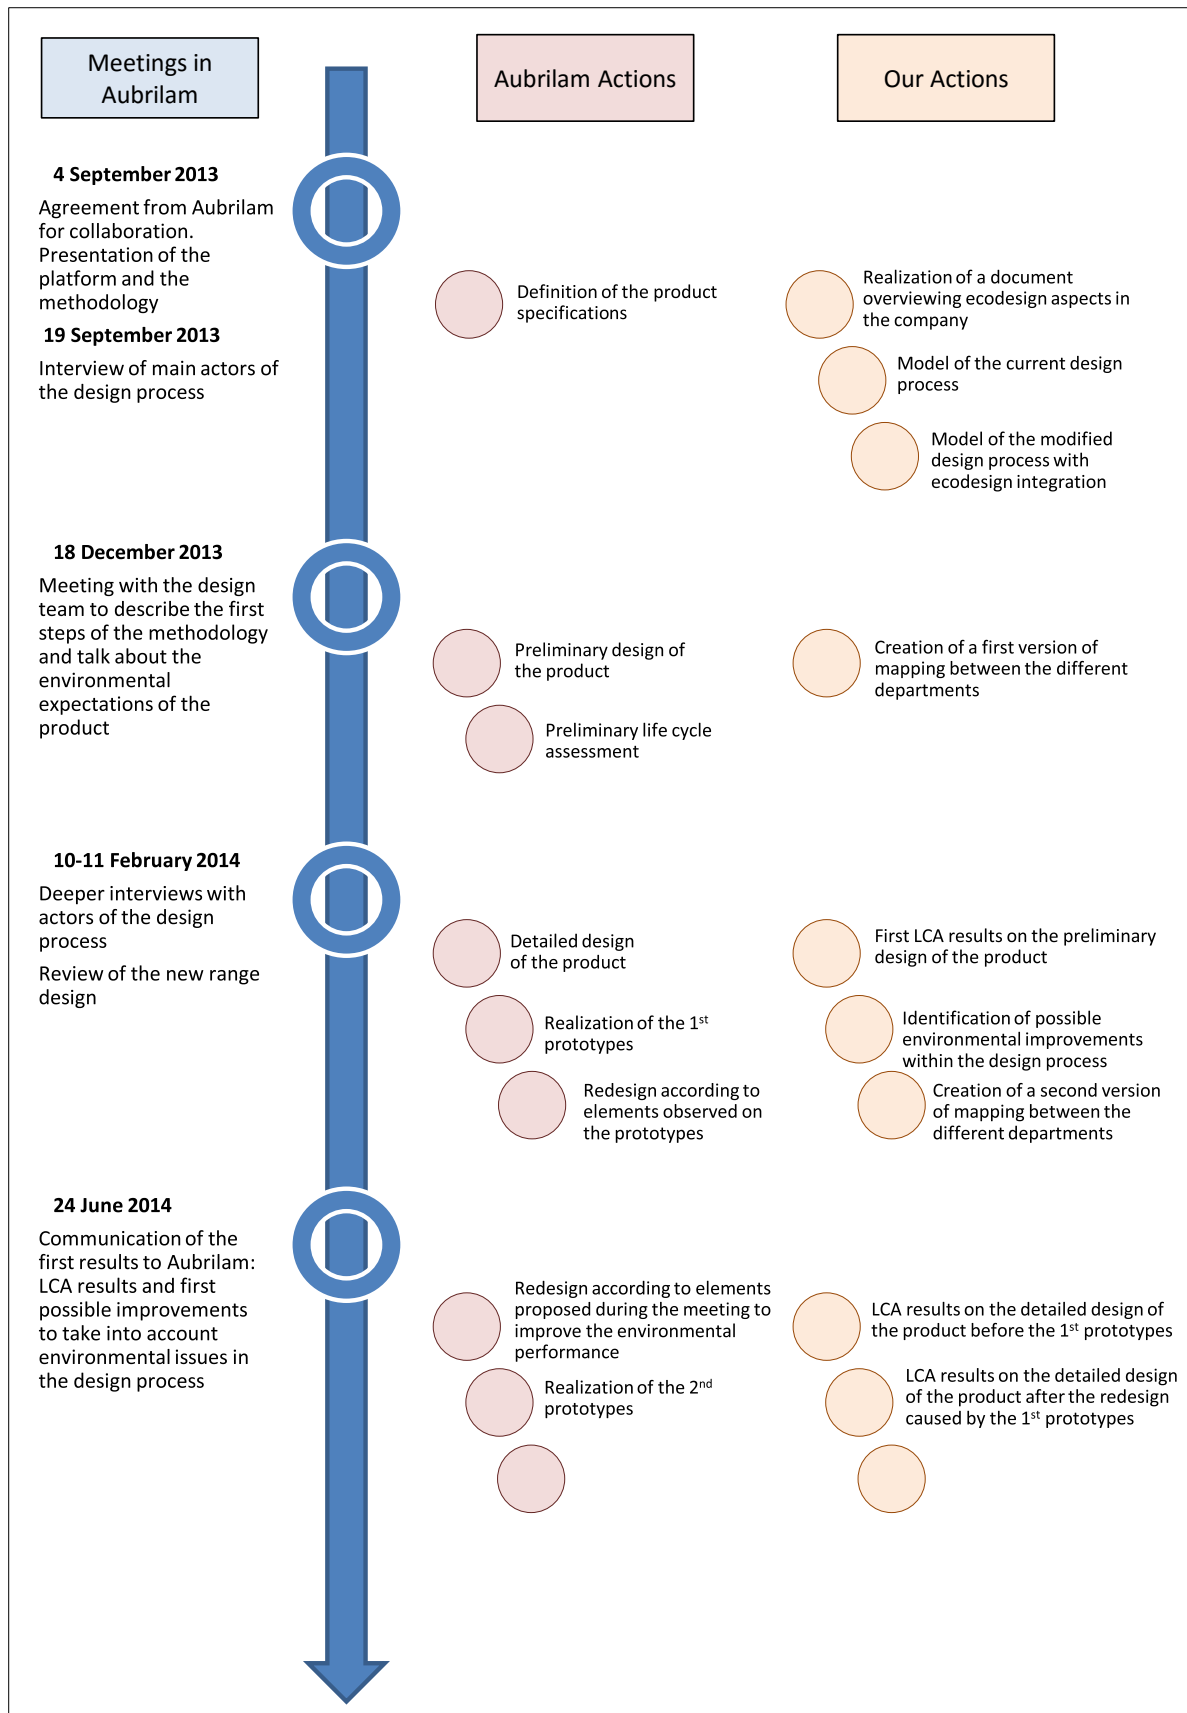 Meetings in
Aubrilam
Aubrilam Actions
Our Actions
4 September 2013
Agreement from Aubrilam
for collaboration.
Presentation of the
platform and the
methodology
19 September 2013
Interview of main actors of
the design process
Definition of the product
specifications
Realization of a document
overviewing ecodesign aspects in
the company
Model of the current design
process
Model of the modified
design process with
ecodesign integration
18 December 2013
Meeting with the design
team to describe the first
steps of the methodology
and talk about the
environmental
expectations of the
product
Preliminary design of
the product
Preliminary life cycle
assessment
Creation of a first version of
mapping between the different
departments
10-11 February 2014
Deeper interviews with
actors of the design
process
Review of the new range
design
Detailed design
of the product
Realization of the 1st
prototypes
Redesign according to
elements observed on
the prototypes
First LCA results on the preliminary
design of the product
Identification of possible
environmental improvements
within the design process
Creation of a second version
of mapping between the
different departments
24 June 2014
Communication of the
first results to Aubrilam:
LCA results and first
possible improvements
to take into account
environmental issues in
the design process
Redesign according to elements
proposed during the meeting to
improve the environmental
performance
Realization of the 2nd
prototypes
LCA results on the detailed design of
the product before the 1st prototypes
LCA results on the detailed design
of the product after the redesign
caused by the 1st prototypes